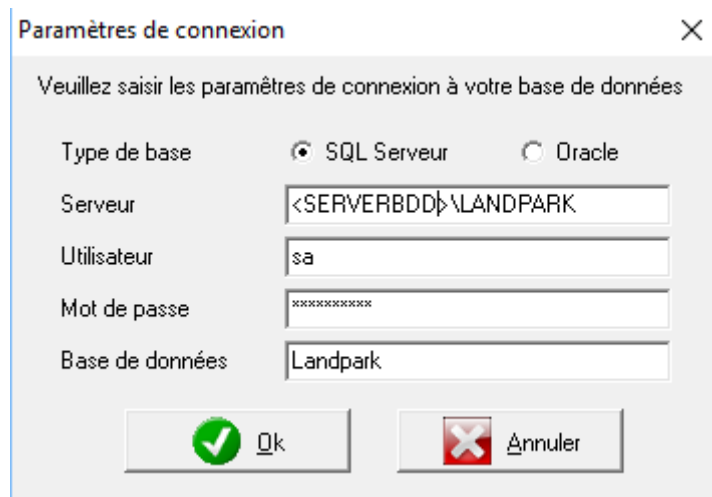 Paramètres de connexion
Veuillez saisir les paramêtres de connexion à votre base de données
Type de base SQL Serveur Oracle
Serveur <SERVERBDD>\LANDPARK
Utilisateur sa
Mot de passe **********
Base de données Landpark
Ok Annuler